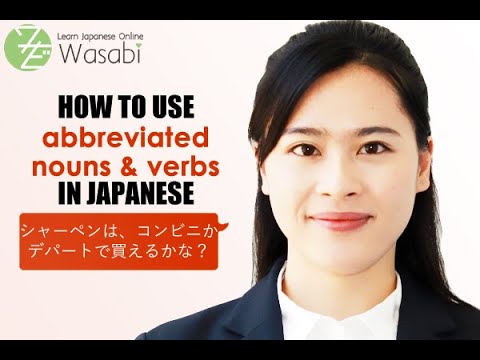 Learn Japanese Online
Wasabi
HOW TO USE
abbreviated
nouns & verbs
IN JAPANESE
シャーペンは、コンビニか
デパートで買えるかな？